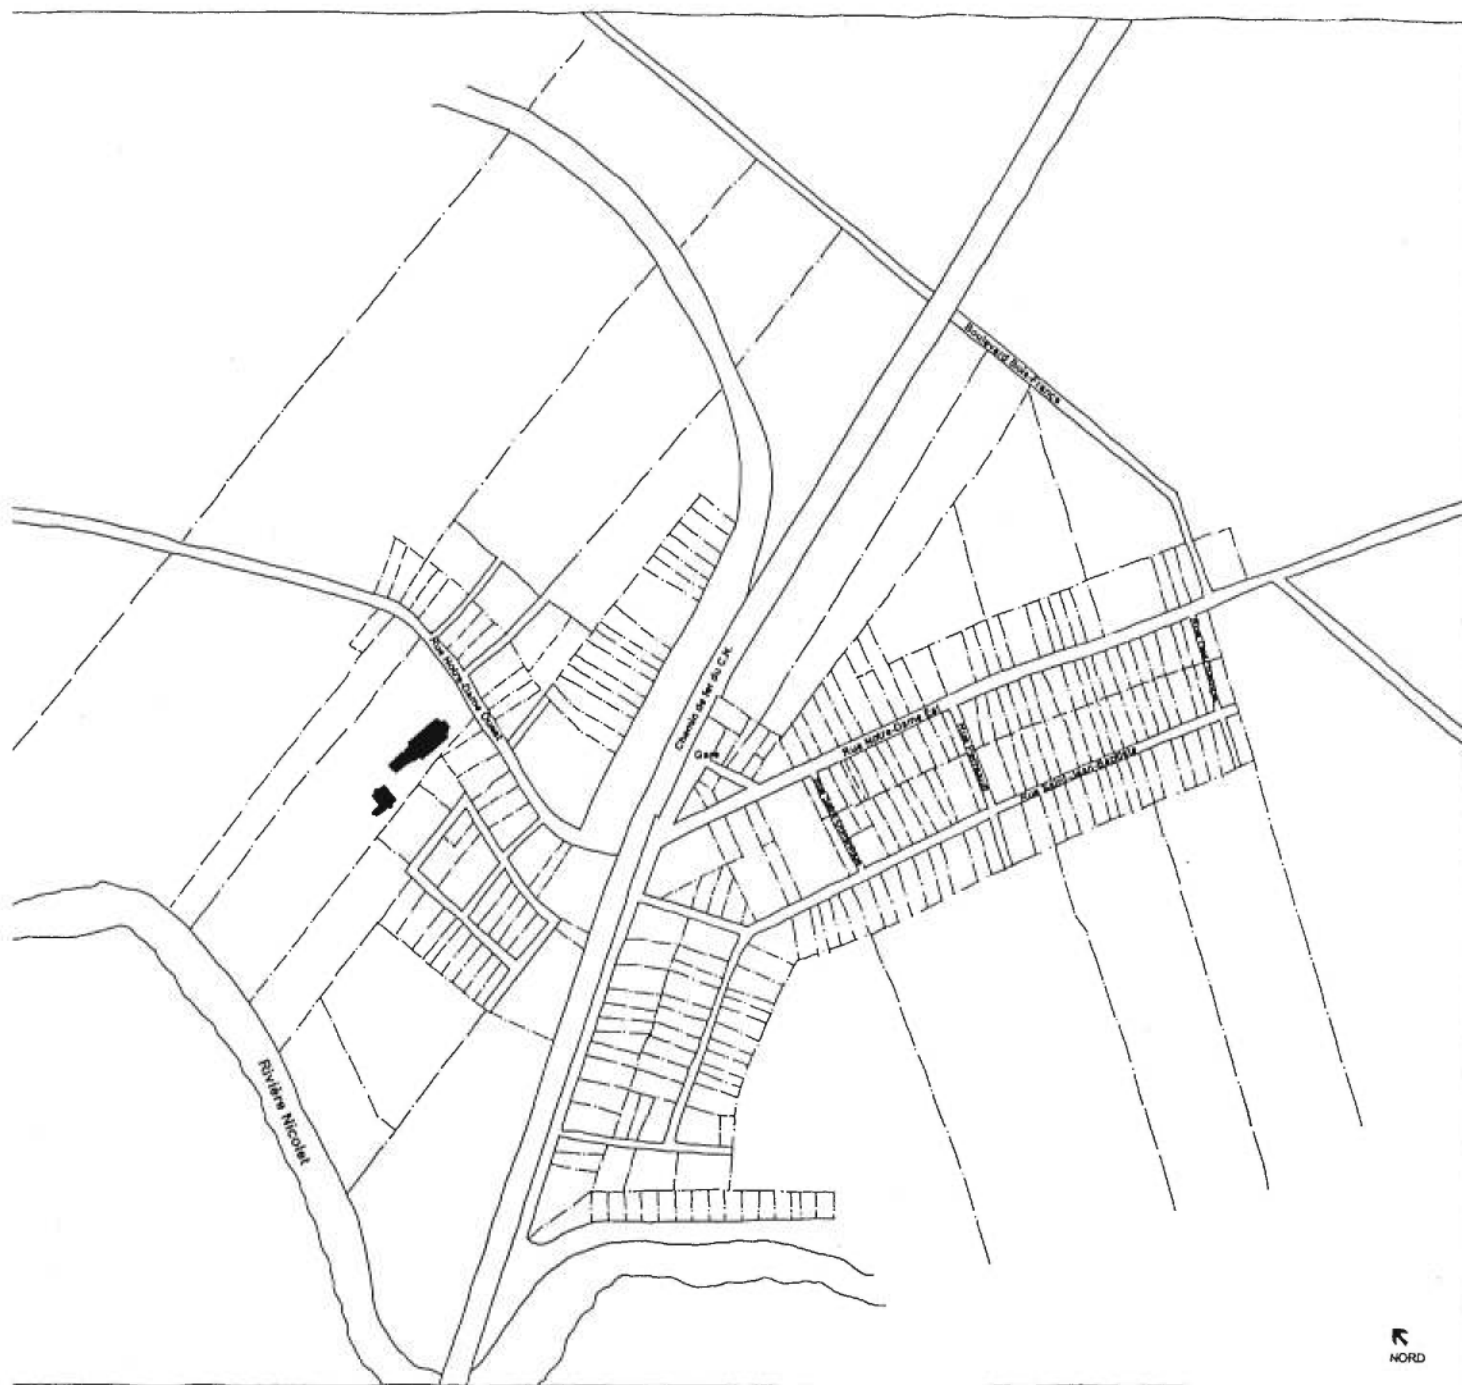 Boulevard Bois-Francs
Rue Notre-Dame Ouest
Chemin de fer du C.N.
Gare
Rue Notre-Dame Est
Rue Saint-Jean-Baptiste
Rivière Nicolet
NORD